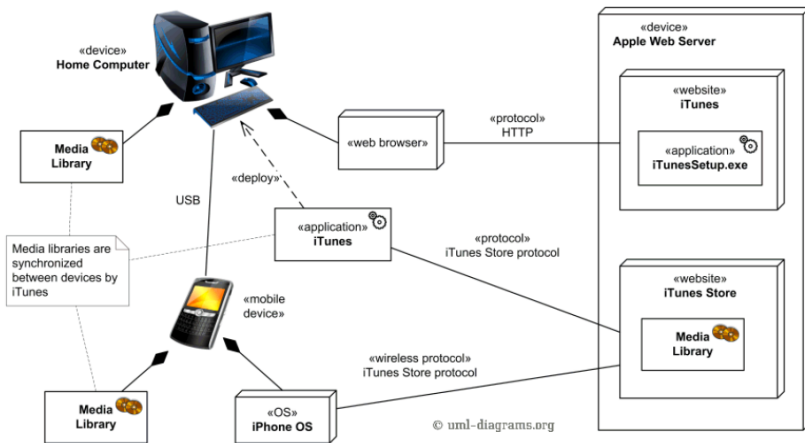 «device»
Home Computer
«device»
Apple Web Server
«website»
iTunes
«application»
iTunesSetup.exe
«protocol»
HTTP
«web browser»
Media
Library
«deploy»
USB
«application»
iTunes
«protocol»
iTunes Store protocol
Media libraries are
synchronized
between devices by
iTunes
«website»
iTunes Store
Media
Library
«mobile
device»
«wireless protocol»
iTunes Store protocol
Media
Library
«OS»
iPhone OS
© uml-diagrams.org